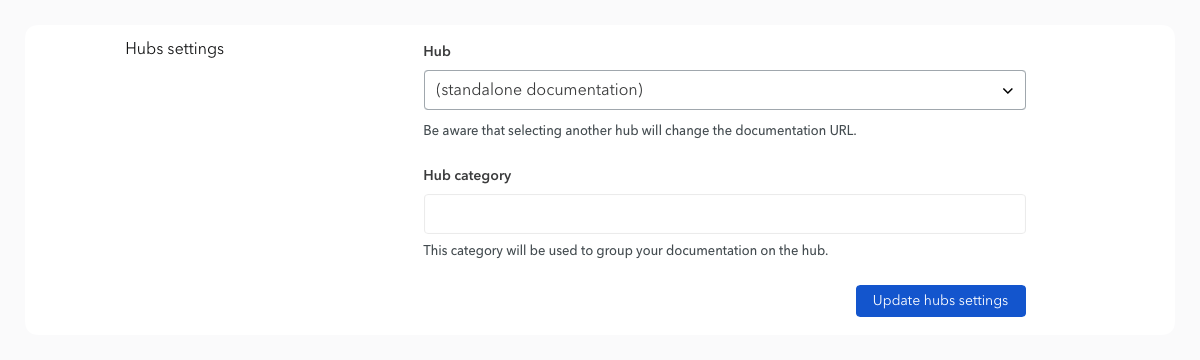 Hubs settings
Hub
(standalone documentation)
Be aware that selecting another hub will change the documentation URL.
Hub category
This category will be used to group your documentation on the hub.
Update hubs settings